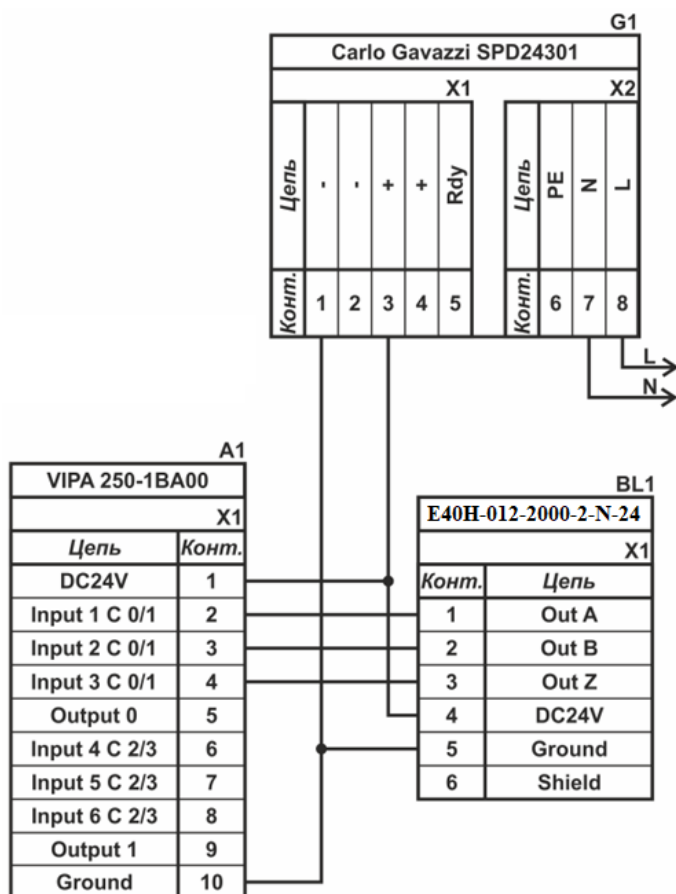 G1
Carlo Gavazzi SPD24301
X1
X2
Цепь - - + + Rdy
Цепь PE N L
Конт. 1 2 3 4 5
Конт. 6 7 8
L
N
A1
VIPA 250-1BA00
X1
Цепь Конт.
DC24V 1
Input 1 C 0/1 2
Input 2 C 0/1 3
Input 3 C 0/1 4
Output 0 5
Input 4 C 2/3 6
Input 5 C 2/3 7
Input 6 C 2/3 8
Output 1 9
Ground 10
BL1
E40H-012-2000-2-N-24
X1
Конт. Цепь
1 Out A
2 Out B
3 Out Z
4 DC24V
5 Ground
6 Shield